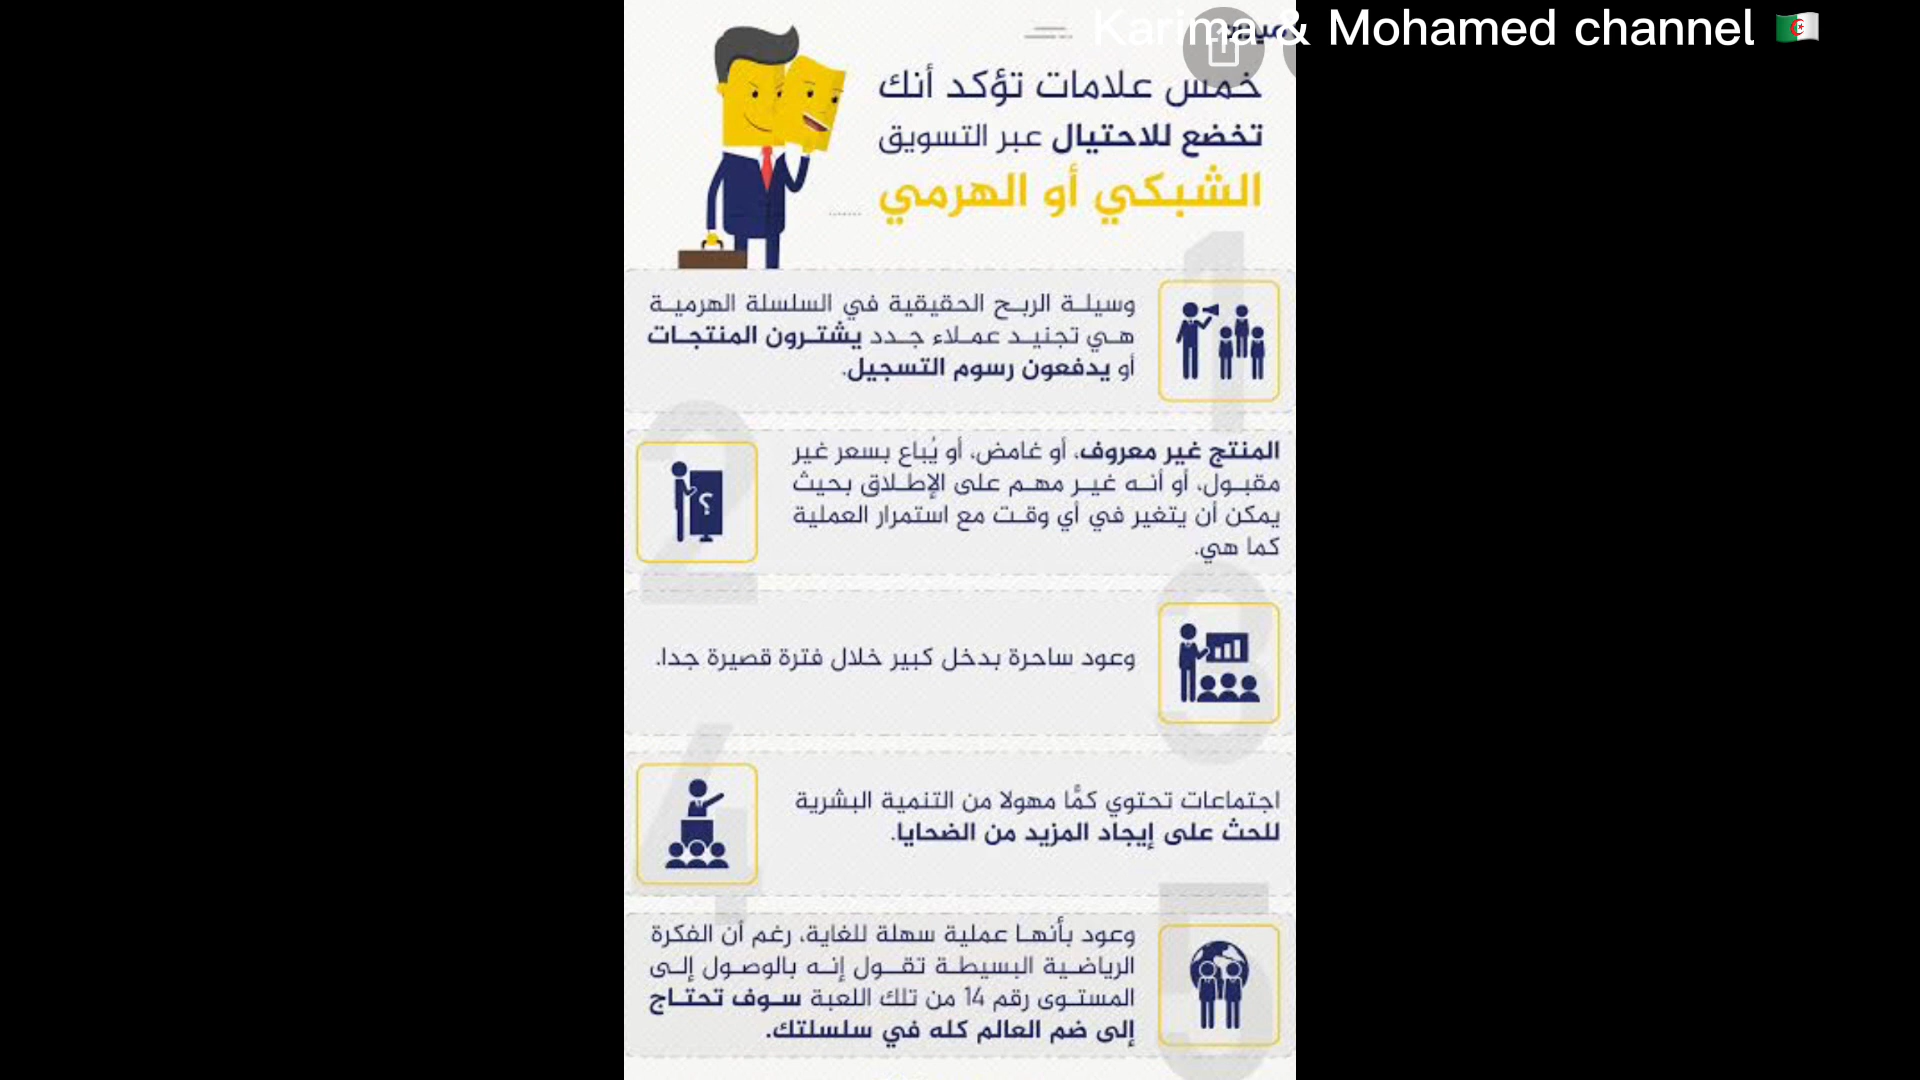 Karima & Mohamed channel
خمس علامات تؤكد أنك
تخضع للاحتيال عبر التسويق
الشبكي أو الهرمي
1
وسيلة الربح الحقيقية في السلسلة الهرمية
هي تجنيد عملاء جدد يشترون المنتجات
أو يدفعون رسوم التسجيل.
2
المنتج غير معروف، أو غامض، أو يُباع بسعر غير
مقبول، أو أنه غير مهم على الإطلاق بحيث
يمكن أن يتغير في أي وقت مع استمرار العملية
كما هي.
؟
3
وعود ساحرة بدخل كبير خلال فترة قصيرة جدا.
4
اجتماعات تحتوي كمًّا مهولا من التنمية البشرية
للحث على إيجاد المزيد من الضحايا.
5
وعود بأنها عملية سهلة للغاية، رغم أن الفكرة
الرياضية البسيطة تقول إنه بالوصول إلى
المستوى رقم 14 من تلك اللعبة سوف تحتاج
إلى ضم العالم كله في سلسلتك.